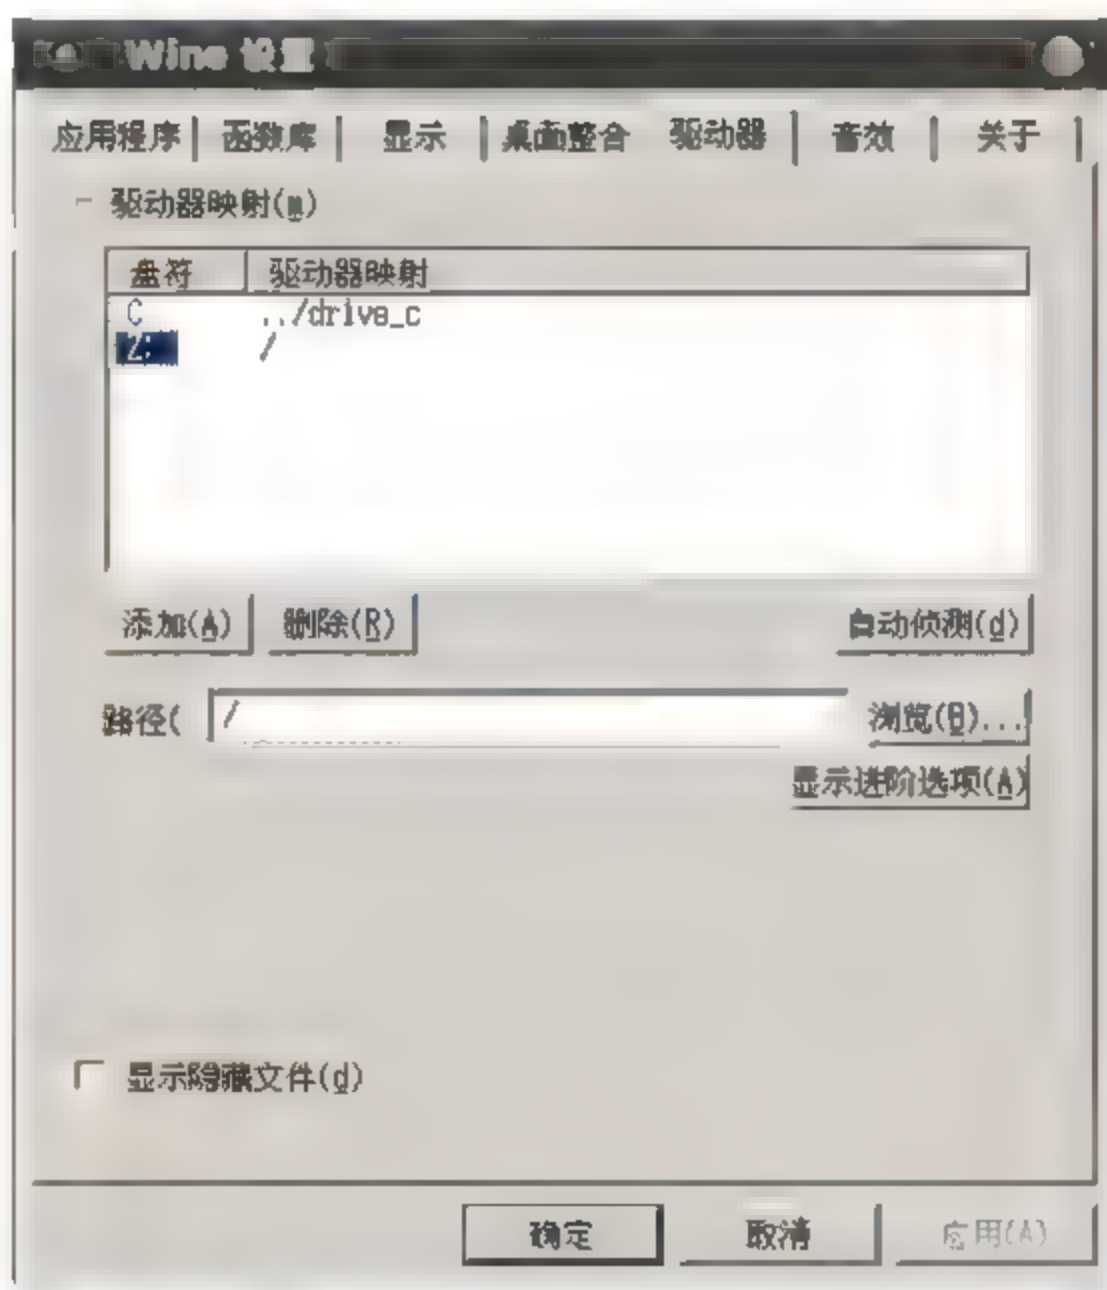 Wine 设置
应用程序 函数库 显示 桌面整合 驱动器 音效 关于
驱动器映射(m)
盘符 驱动器映射
C ../drive_c
Z: /
添加(A) 删除(R) 自动侦测(d)
路径( / 浏览(B)...
显示进阶选项(A)
显示隐藏文件(d)
确定 取消 应用(A)